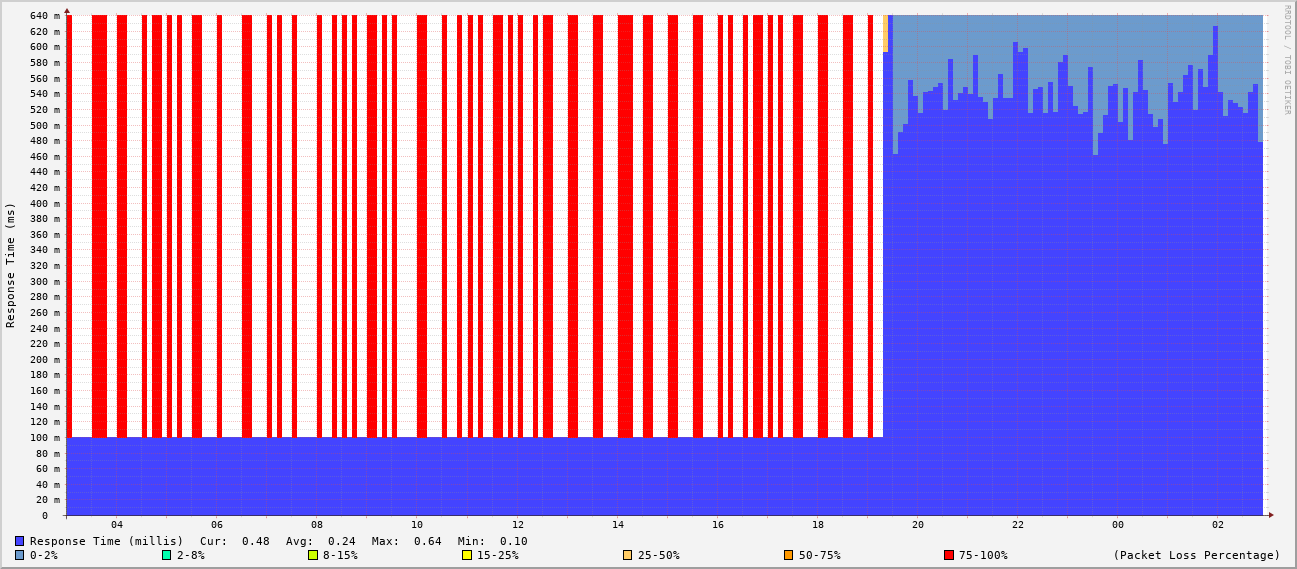 RRDTOOL / TOBI OETIKER
Response Time (ms)
640 m
620 m
600 m
580 m
560 m
540 m
520 m
500 m
480 m
460 m
440 m
420 m
400 m
380 m
360 m
340 m
320 m
300 m
280 m
260 m
240 m
220 m
200 m
180 m
160 m
140 m
120 m
100 m
80 m
60 m
40 m
20 m
0
04 06 08 10 12 14 16 18 20 22 00 02
Response Time (millis) Cur: 0.48 Avg: 0.24 Max: 0.64 Min: 0.10
0-2% 2-8% 8-15% 15-25% 25-50% 50-75% 75-100% (Packet Loss Percentage)